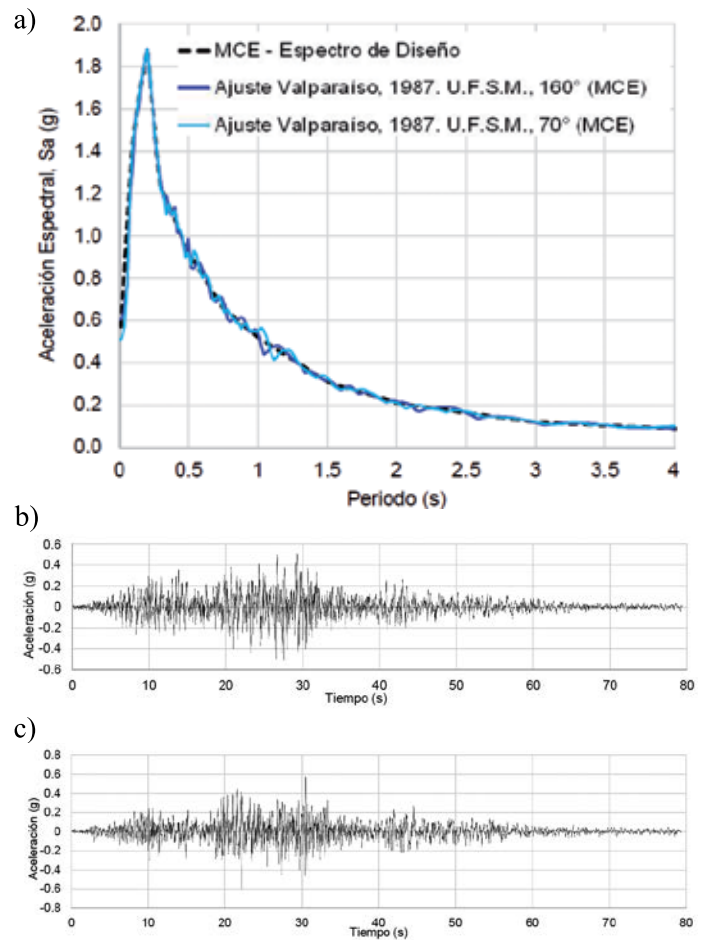 a)
2.0
1.8
1.6
1.4
1.2
1.0
0.8
0.6
0.4
0.2
0.0
Aceleración Espectral, Sa (g)
MCE - Espectro de Diseño
Ajuste Valparaíso, 1987. U.F.S.M., 160° (MCE)
Ajuste Valparaíso, 1987. U.F.S.M., 70° (MCE)
0 0.5 1 1.5 2 2.5 3 3.5 4
Periodo (s)
b)
0.6
0.4
0.2
0
-0.2
-0.4
-0.6
Aceleración (g)
0 10 20 30 40 50 60 70 80
Tiempo (s)
c)
0.8
0.6
0.4
0.2
0
-0.2
-0.4
-0.6
-0.8
Aceleración (g)
0 10 20 30 40 50 60 70 80
Tiempo (s)